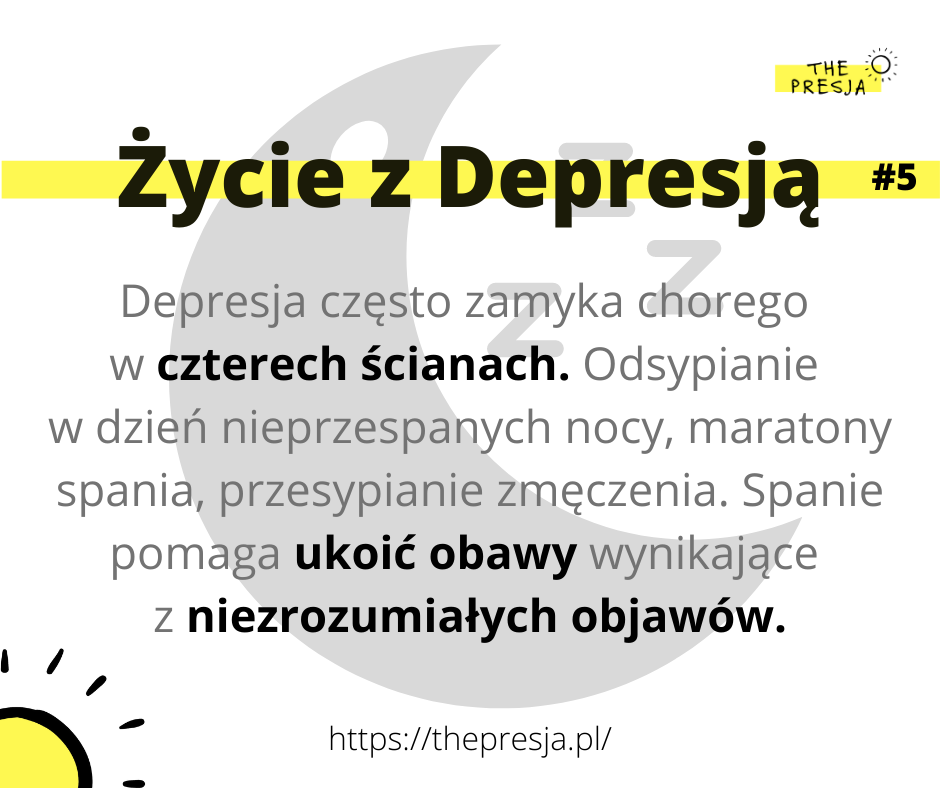 THE
PRESJA
Życie z Depresją #5
Depresja często zamyka chorego
w czterech ścianach. Odsypianie
w dzień nieprzespanych nocy, maratony
spania, przesypianie zmęczenia. Spanie
pomaga ukoić obawy wynikające
z niezrozumiałych objawów.
https://thepresja.pl/